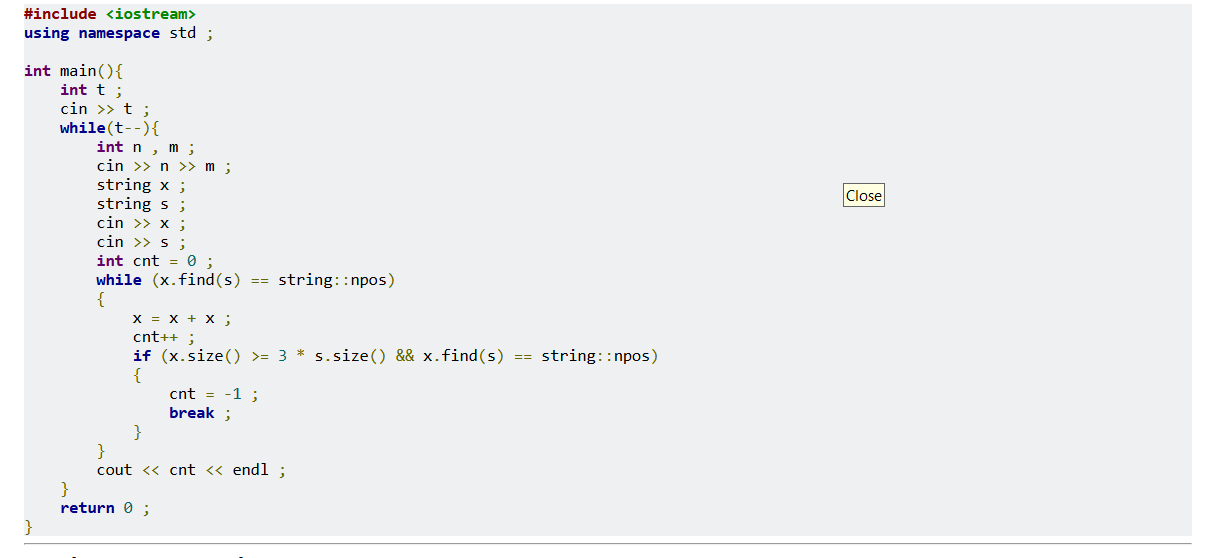 #include <iostream>
using namespace std ;
int main(){
int t ;
cin >> t ;
while(t--){
int n , m ;
cin >> n >> m ;
string x ;
string s ;
Close
cin >> x ;
cin >> s ;
int cnt = 0 ;
while (x.find(s) == string::npos)
{
x = x + x ;
cnt++ ;
if (x.size() >= 3 * s.size() && x.find(s) == string::npos)
{
cnt = -1 ;
break ;
}
}
cout << cnt << endl ;
}
return 0 ;
}